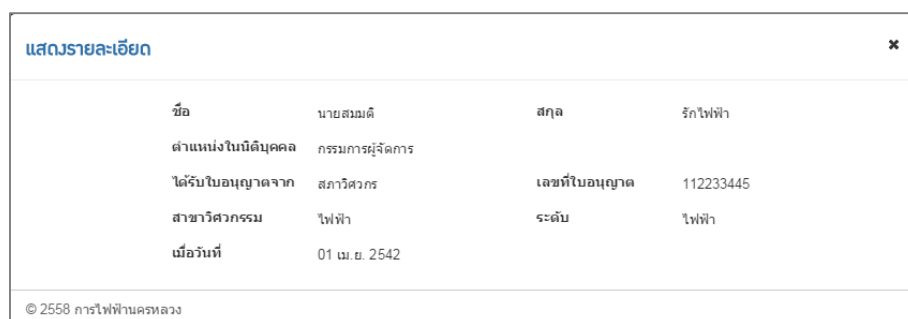 แสดงรายละเอียด ✖
ชื่อ นายสมมติ สกุล รักไฟฟ้า
ตำแหน่งในนิติบุคคล กรรมการผู้จัดการ
ได้รับใบอนุญาตจาก สภาวิศวกร เลขที่ใบอนุญาต 112233445
สาขาวิศวกรรม ไฟฟ้า ระดับ ไฟฟ้า
เมื่อวันที่ 01 เม.ย. 2542
© 2558 การไฟฟ้านครหลวง